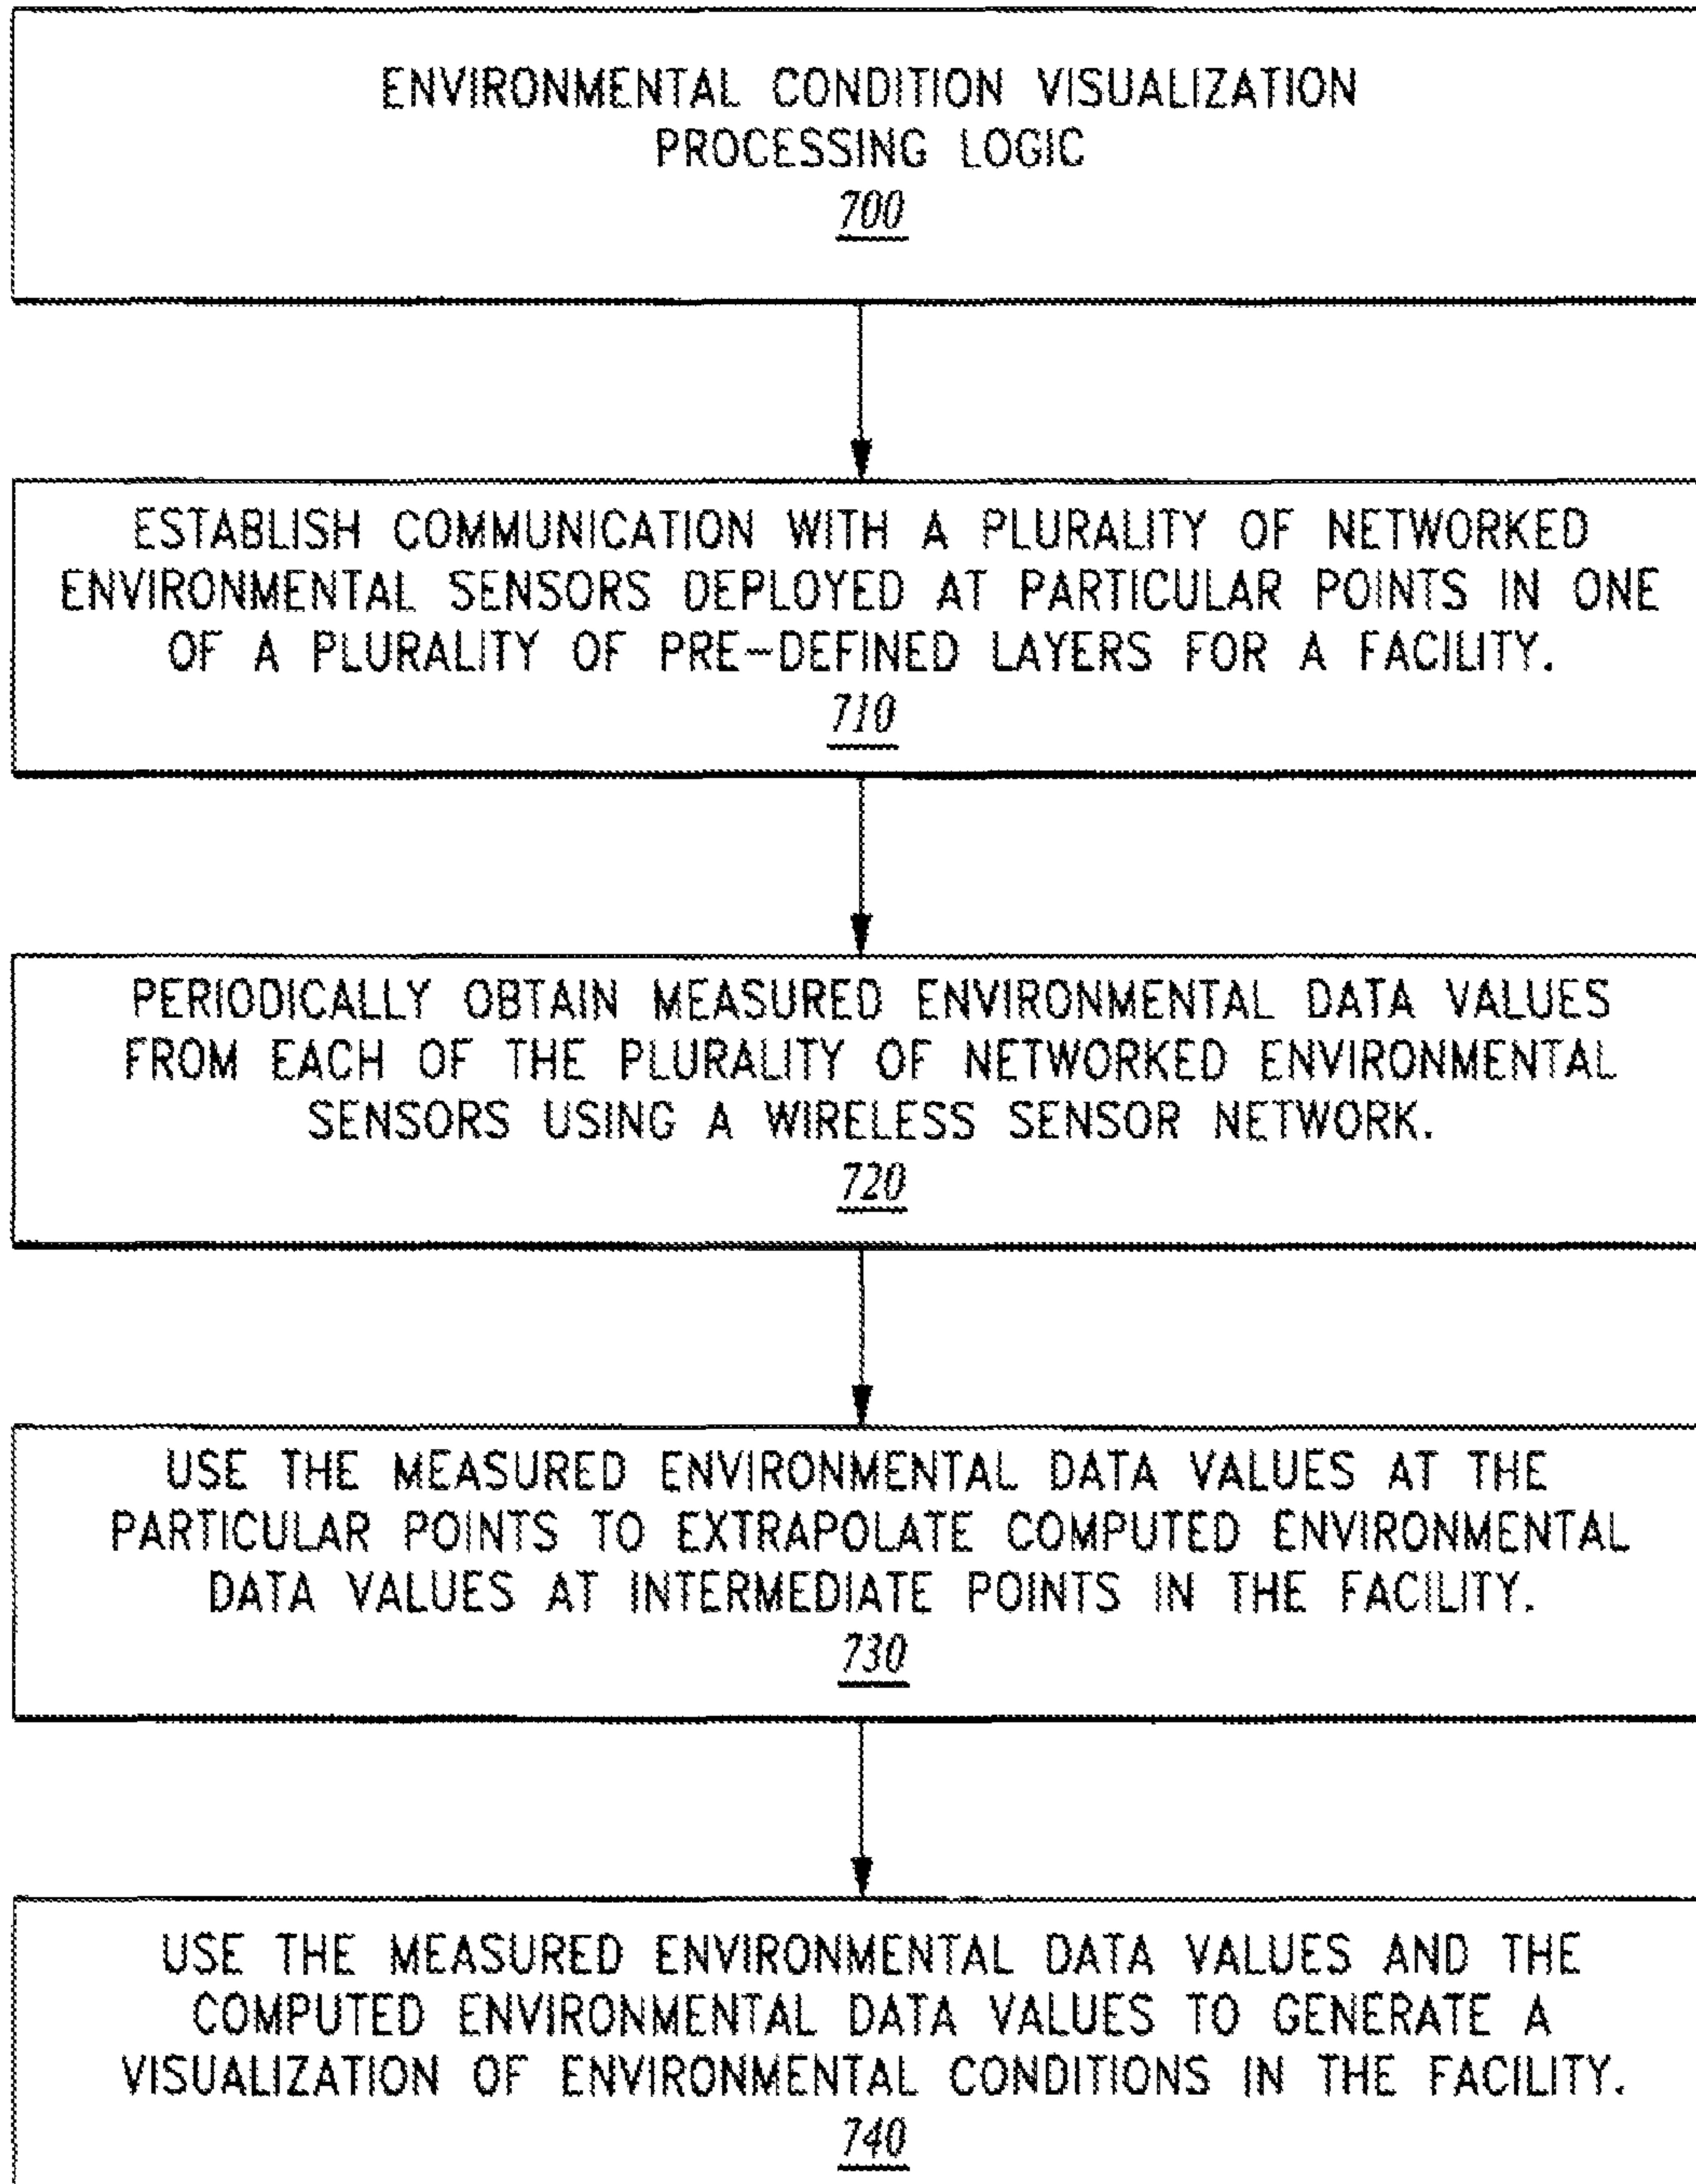 ENVIRONMENTAL CONDITION VISUALIZATION
PROCESSING LOGIC
700
ESTABLISH COMMUNICATION WITH A PLURALITY OF NETWORKED
ENVIRONMENTAL SENSORS DEPLOYED AT PARTICULAR POINTS IN ONE
OF A PLURALITY OF PRE-DEFINED LAYERS FOR A FACILITY.
710
PERIODICALLY OBTAIN MEASURED ENVIRONMENTAL DATA VALUES
FROM EACH OF THE PLURALITY OF NETWORKED ENVIRONMENTAL
SENSORS USING A WIRELESS SENSOR NETWORK.
720
USE THE MEASURED ENVIRONMENTAL DATA VALUES AT THE
PARTICULAR POINTS TO EXTRAPOLATE COMPUTED ENVIRONMENTAL
DATA VALUES AT INTERMEDIATE POINTS IN THE FACILITY.
730
USE THE MEASURED ENVIRONMENTAL DATA VALUES AND THE
COMPUTED ENVIRONMENTAL DATA VALUES TO GENERATE A
VISUALIZATION OF ENVIRONMENTAL CONDITIONS IN THE FACILITY.
740